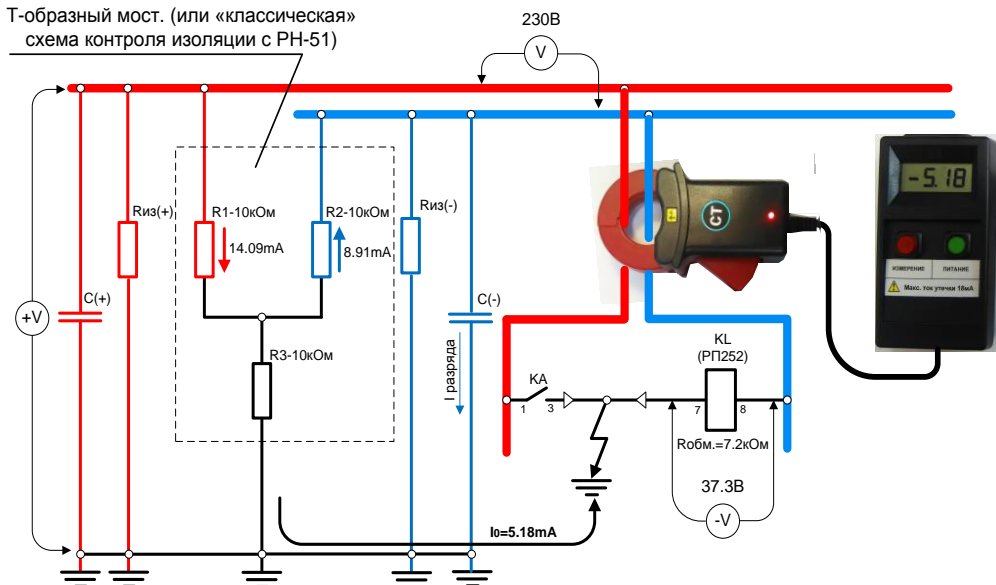 Т-образный мост. (или «классическая»
схема контроля изоляции с РН-51)
230В
V
+V
C(+)
Rиз(+)
R1-10кОм
14.09mA
R2-10кОм
8.91mA
Rиз(-)
C(-)
I разряда
R3-10кОм
I0=5.18mA
CT
-5.18
ИЗМЕРЕНИЕ
ПИТАНИЕ
Макс. ток утечки 18мА
KA
1
3
KL
(РП252)
7
8
Rобм.=7.2кОм
37.3В
-V